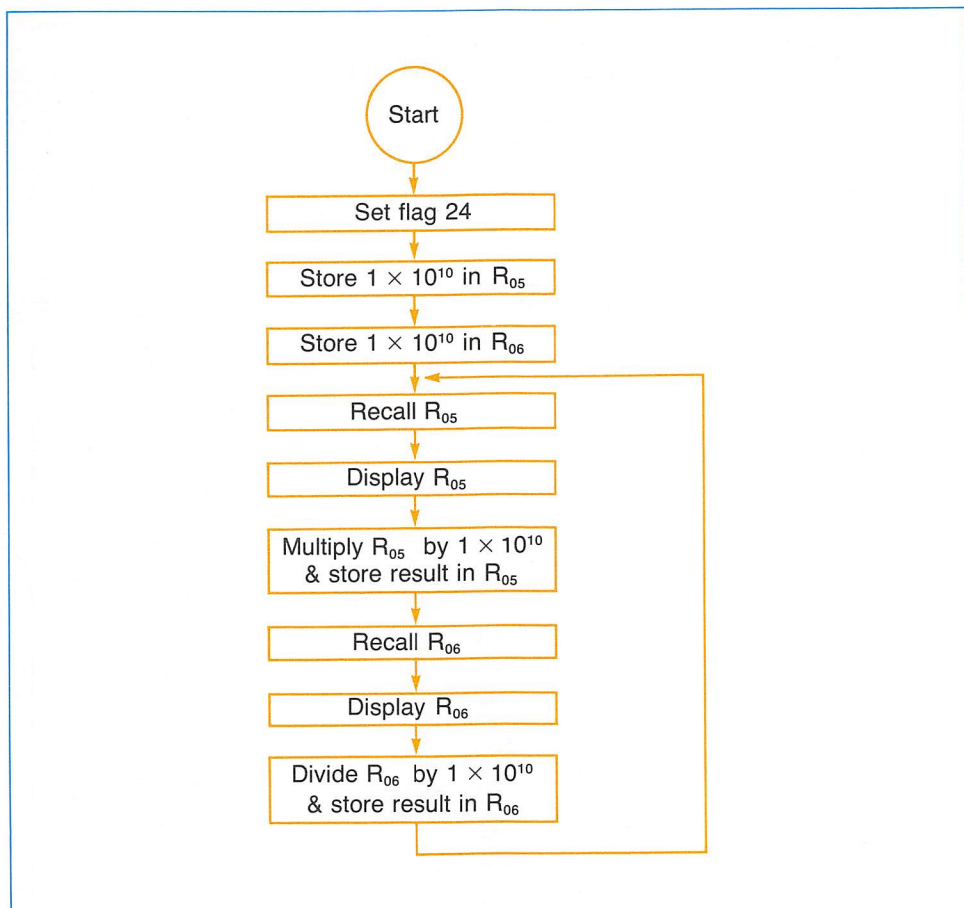 Start
Set flag 24
Store 1 × 10¹⁰ in R₀₅
Store 1 × 10¹⁰ in R₀₆
Recall R₀₅
Display R₀₅
Multiply R₀₅ by 1 × 10¹⁰
& store result in R₀₅
Recall R₀₆
Display R₀₆
Divide R₀₆ by 1 × 10¹⁰
& store result in R₀₆